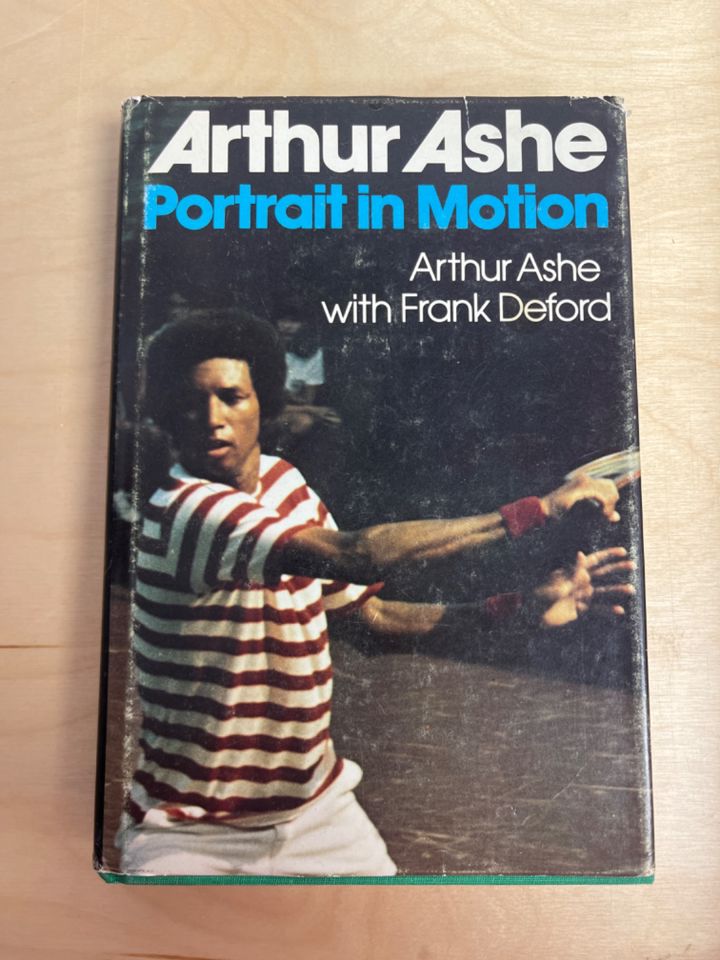 Arthur Ashe
Portrait in Motion
Arthur Ashe
with Frank Deford